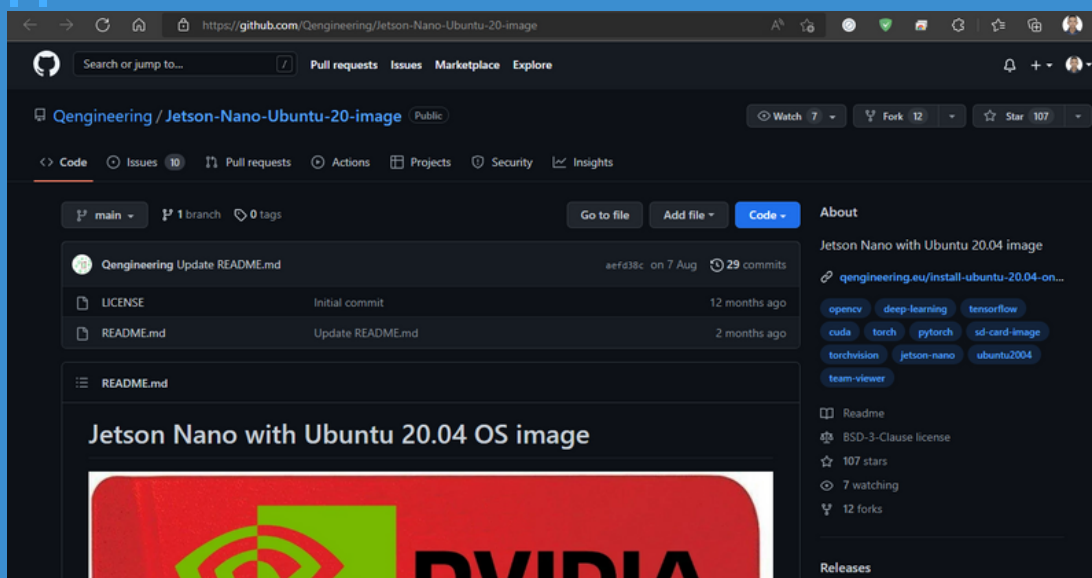 https://github.com/Qengineering/Jetson-Nano-Ubuntu-20-image
Search or jump to... / Pull requests Issues Marketplace Explore
Qengineering / Jetson-Nano-Ubuntu-20-image Public
Watch 7 Fork 12 Star 107
Code Issues 10 Pull requests Actions Projects Security Insights
main 1 branch 0 tags Go to file Add file Code
Qengineering Update README.md aefd38c on 7 Aug 29 commits
LICENSE Initial commit 12 months ago
README.md Update README.md 2 months ago
README.md
Jetson Nano with Ubuntu 20.04 OS image
NVIDIA
About
Jetson Nano with Ubuntu 20.04 image
qengineering.eu/install-ubuntu-20.04-on...
opencv deep-learning tensorflow
cuda torch pytorch sd-card-image
torchvision jetson-nano ubuntu2004
team-viewer
Readme
BSD-3-Clause license
107 stars
7 watching
12 forks
Releases